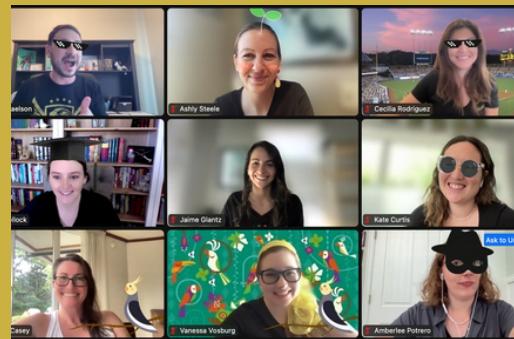 aelson
Ashly Steele
Cecilia Rodriguez
llock
Jaime Glantz
Kate Curtis
Casey
Vanessa Vosburg
Ask to U
Amberlee Potrero